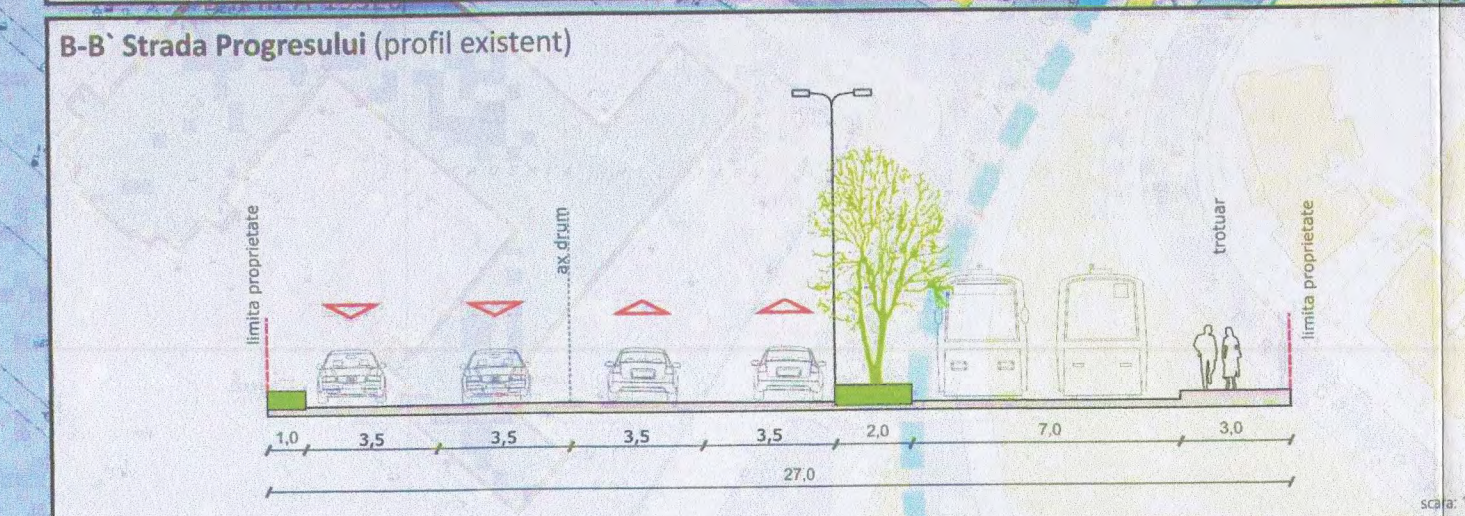 B-B` Strada Progresului (profil existent)
limita proprietate
ax drum
trotuar
limita proprietate
1,0 3,5 3,5 3,5 3,5 2,0 7,0 3,0
27,0
scara: